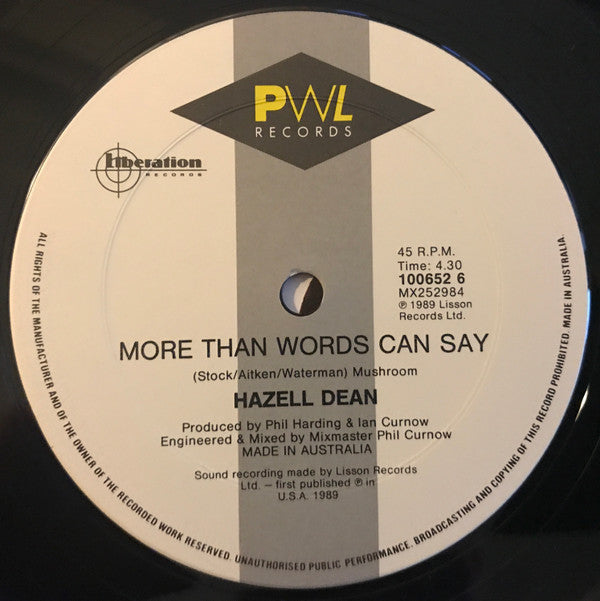 PWL
RECORDS
Liberation
RECORDS
45 R.P.M.
Time: 4.30
100652 6
MX252984
℗ 1989 Lisson
Records Ltd.
MORE THAN WORDS CAN SAY
(Stock/Aitken/Waterman) Mushroom
HAZELL DEAN
Produced by Phil Harding & Ian Curnow
Engineered & Mixed by Mixmaster Phil Curnow
MADE IN AUSTRALIA
Sound recording made by Lisson Records
Ltd. – first published ℗ in
U.S.A. 1989
ALL RIGHTS OF THE MANUFACTURER AND OF THE OWNER OF THE RECORDED WORK RESERVED. UNAUTHORISED PUBLIC PERFORMANCE, BROADCASTING AND COPYING OF THIS RECORD PROHIBITED. MADE IN AUSTRALIA.